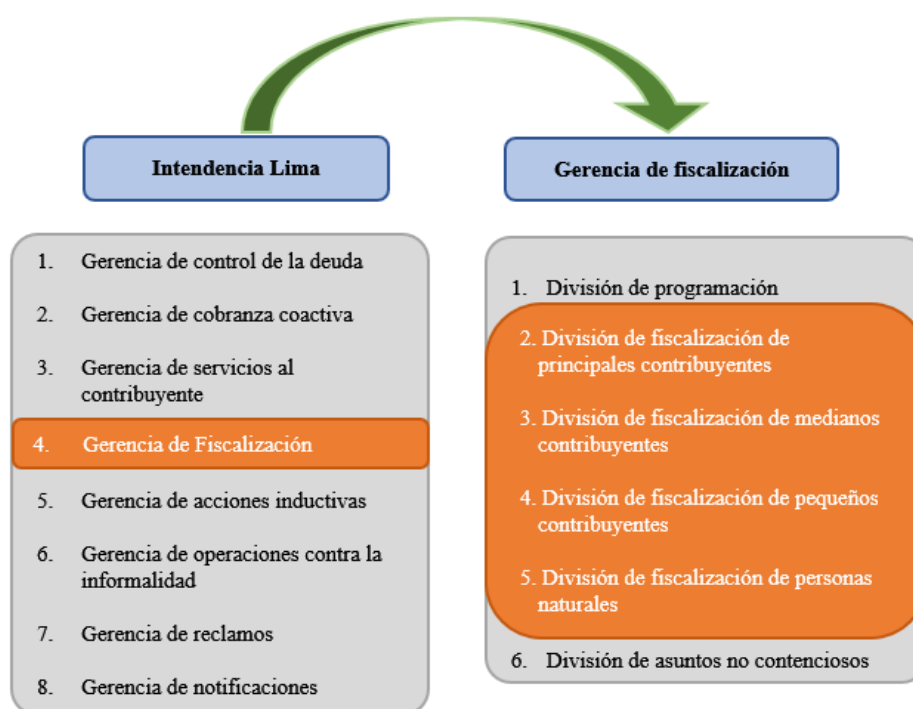 Intendencia Lima
1. Gerencia de control de la deuda
2. Gerencia de cobranza coactiva
3. Gerencia de servicios al
contribuyente
4. Gerencia de Fiscalización
5. Gerencia de acciones inductivas
6. Gerencia de operaciones contra la
informalidad
7. Gerencia de reclamos
8. Gerencia de notificaciones
Gerencia de fiscalización
1. División de programación
2. División de fiscalización de
principales contribuyentes
3. División de fiscalización de medianos
contribuyentes
4. División de fiscalización de pequeños
contribuyentes
5. División de fiscalización de personas
naturales
6. División de asuntos no contenciosos